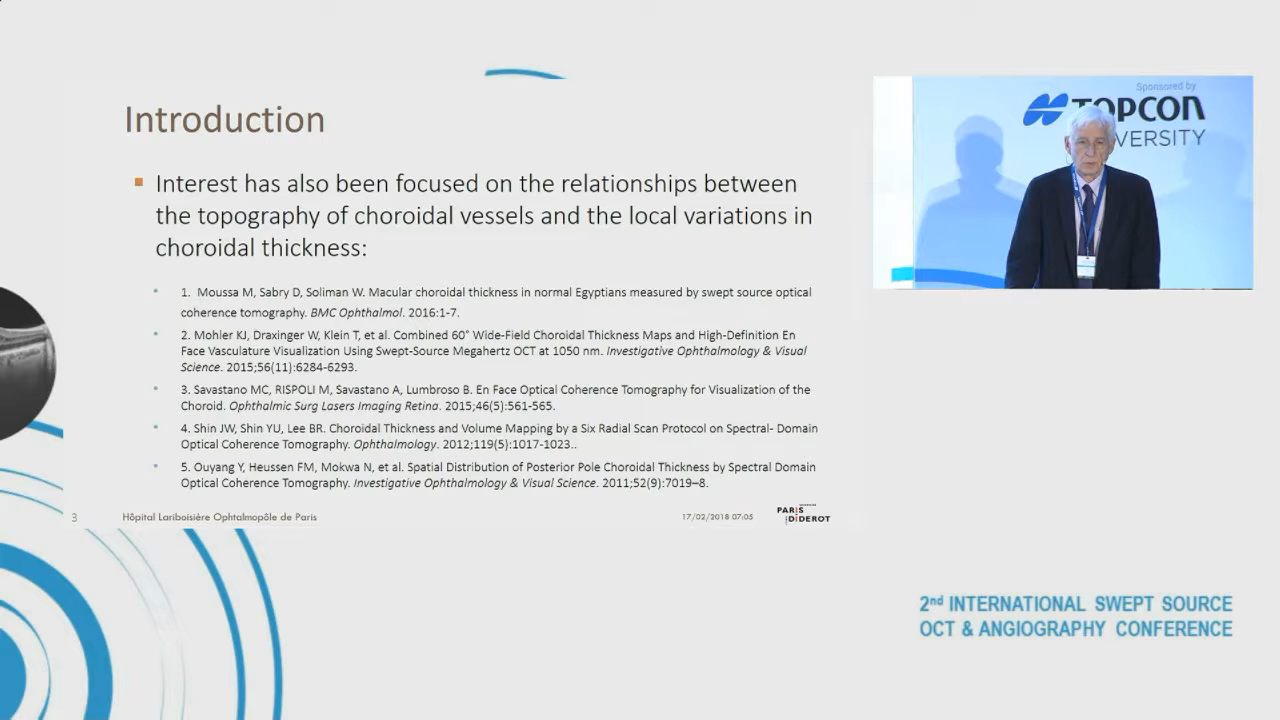 Introduction
Interest has also been focused on the relationships between
the topography of choroidal vessels and the local variations in
choroidal thickness:
1. Moussa M, Sabry D, Soliman W. Macular choroidal thickness in normal Egyptians measured by swept source optical
coherence tomography. BMC Ophthalmol. 2016:1-7.
2. Mohler KJ, Draxinger W, Klein T, et al. Combined 60° Wide-Field Choroidal Thickness Maps and High-Definition En
Face Vasculature Visualization Using Swept-Source Megahertz OCT at 1050 nm. Investigative Ophthalmology & Visual
Science. 2015;56(11):6284-6293.
3. Savastano MC, RISPOLI M, Savastano A, Lumbroso B. En Face Optical Coherence Tomography for Visualization of the
Choroid. Ophthalmic Surg Lasers Imaging Retina. 2015;46(5):561-565.
4. Shin JW, Shin YU, Lee BR. Choroidal Thickness and Volume Mapping by a Six Radial Scan Protocol on Spectral- Domain
Optical Coherence Tomography. Ophthalmology. 2012;119(5):1017-1023..
5. Ouyang Y, Heussen FM, Mokwa N, et al. Spatial Distribution of Posterior Pole Choroidal Thickness by Spectral Domain
Optical Coherence Tomography. Investigative Ophthalmology & Visual Science. 2011;52(9):7019–8.
3
Hôpital Lariboisière Ophtalmopôle de Paris
17/02/2018 07:05
PARIS
DIDEROT
Sponsored by
TOPCON
VERSITY
2nd INTERNATIONAL SWEPT SOURCE
OCT & ANGIOGRAPHY CONFERENCE